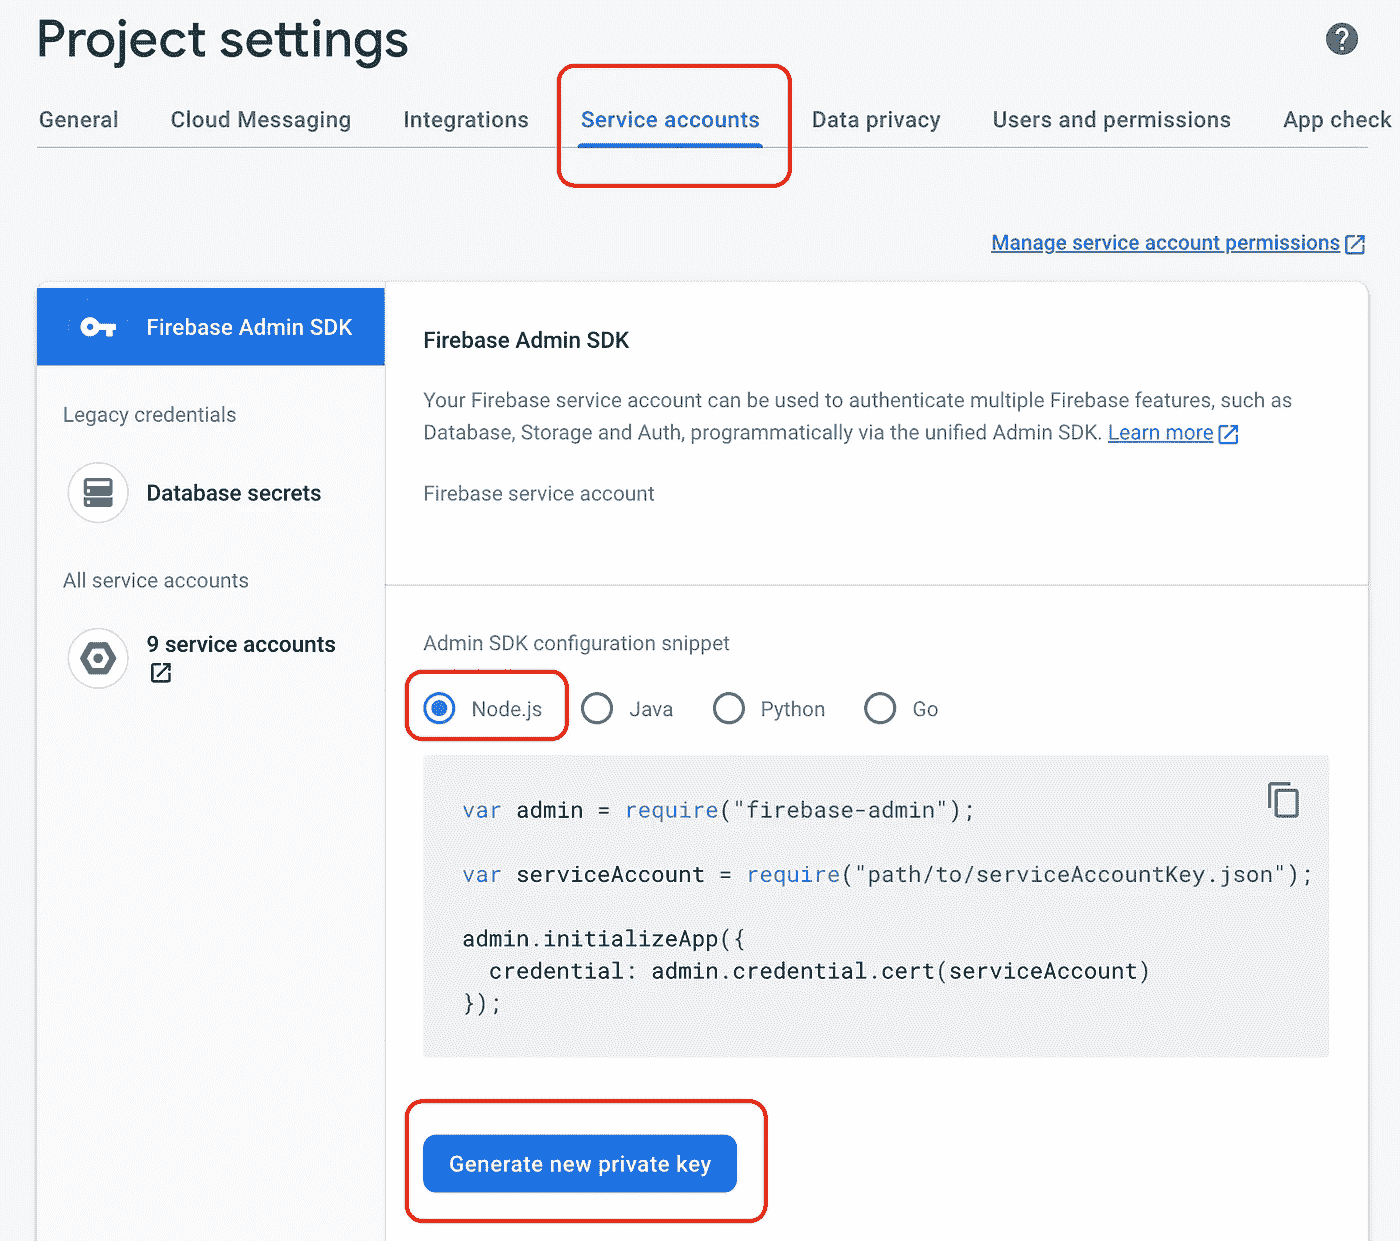 Project settings
General
Cloud Messaging
Integrations
Service accounts
Data privacy
Users and permissions
App check
Manage service account permissions
Firebase Admin SDK
Legacy credentials
Database secrets
All service accounts
9 service accounts
Firebase Admin SDK
Your Firebase service account can be used to authenticate multiple Firebase features, such as
Database, Storage and Auth, programmatically via the unified Admin SDK. Learn more
Firebase service account
Admin SDK configuration snippet
Node.js
Java
Python
Go
var admin = require("firebase-admin");
var serviceAccount = require("path/to/serviceAccountKey.json");
admin.initializeApp({
  credential: admin.credential.cert(serviceAccount)
});
Generate new private key